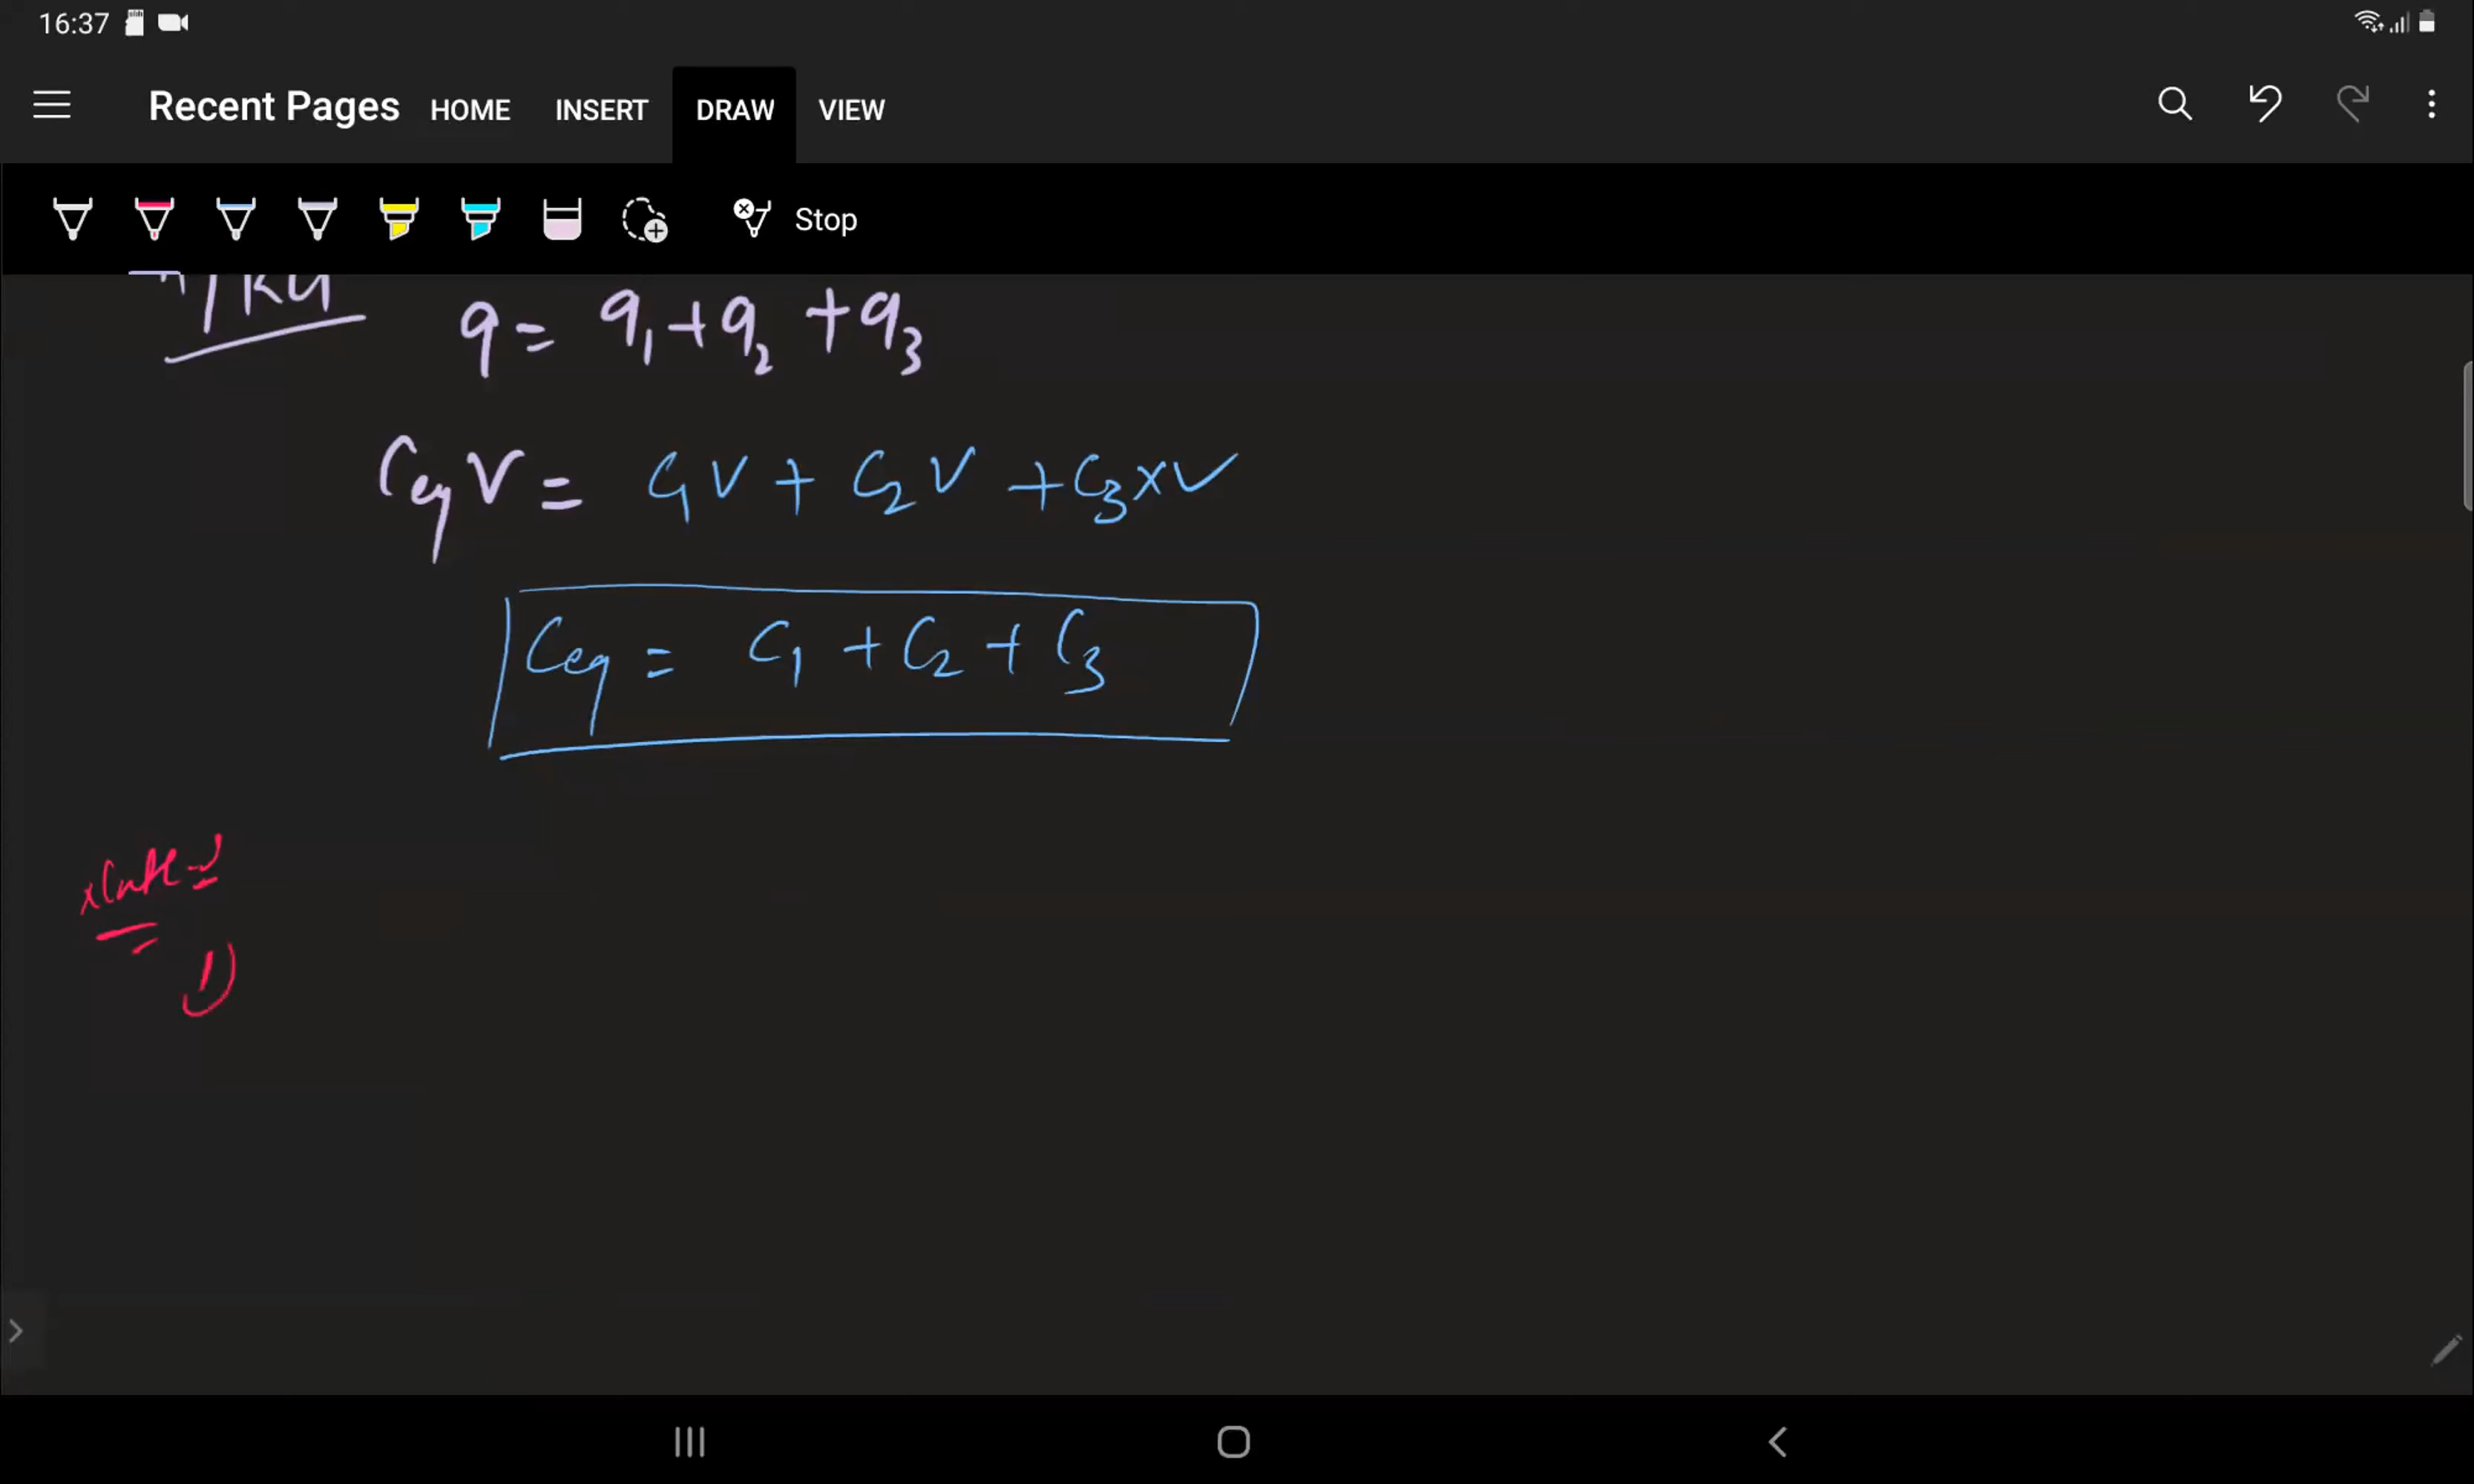 16:37
Recent Pages HOME INSERT DRAW VIEW
Stop
q = q₁ + q₂ + q₃
CeqV = C₁V + C₂V + C₃×V
Ceq = C₁ + C₂ + C₃
1)